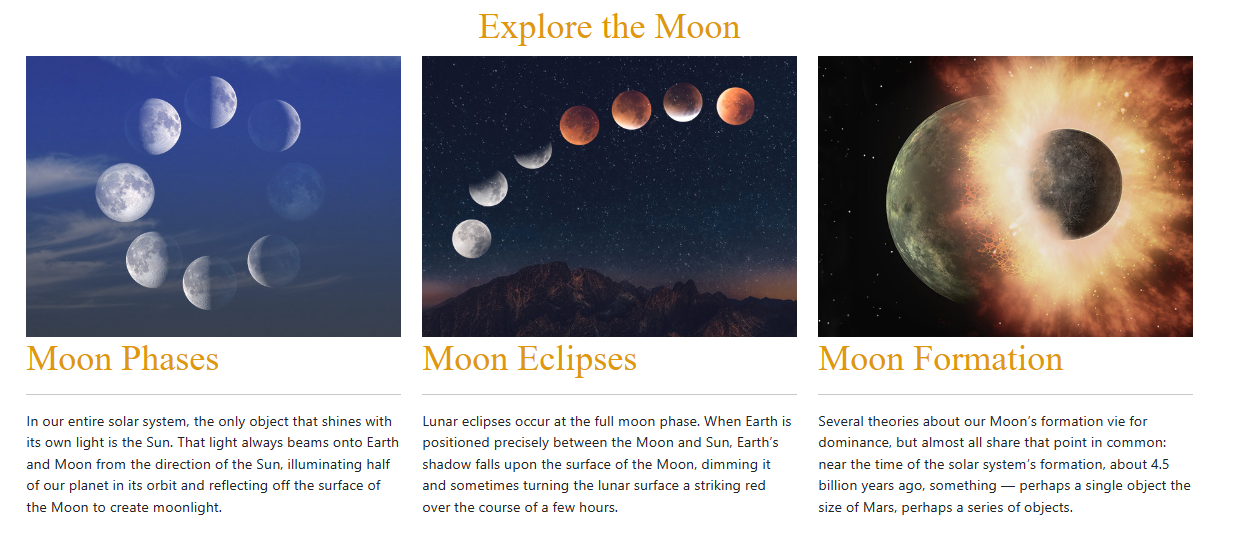 Explore the Moon
Moon Phases
In our entire solar system, the only object that shines with
its own light is the Sun. That light always beams onto Earth
and Moon from the direction of the Sun, illuminating half
of our planet in its orbit and reflecting off the surface of
the Moon to create moonlight.
Moon Eclipses
Lunar eclipses occur at the full moon phase. When Earth is
positioned precisely between the Moon and Sun, Earth’s
shadow falls upon the surface of the Moon, dimming it
and sometimes turning the lunar surface a striking red
over the course of a few hours.
Moon Formation
Several theories about our Moon’s formation vie for
dominance, but almost all share that point in common:
near the time of the solar system’s formation, about 4.5
billion years ago, something — perhaps a single object the
size of Mars, perhaps a series of objects.